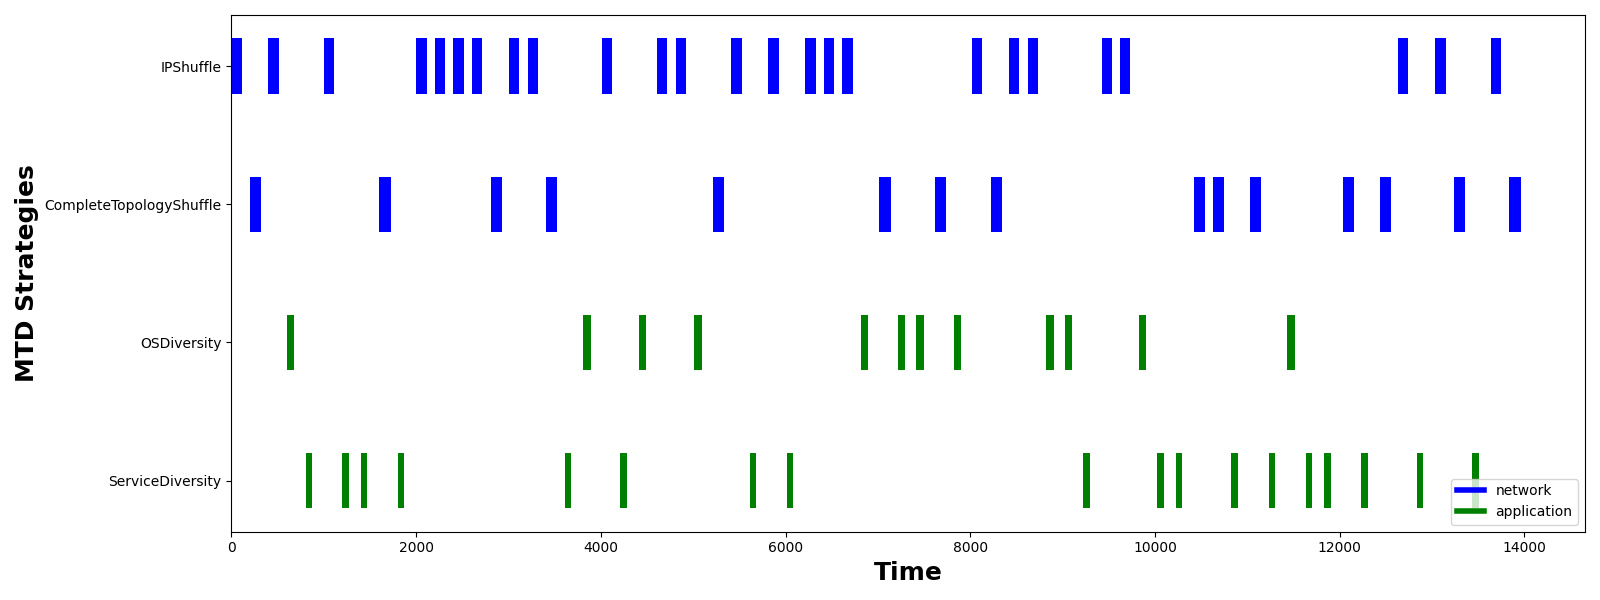 MTD Strategies
IPShuffle
CompleteTopologyShuffle
OSDiversity
ServiceDiversity
network
application
0 2000 4000 6000 8000 10000 12000 14000
Time